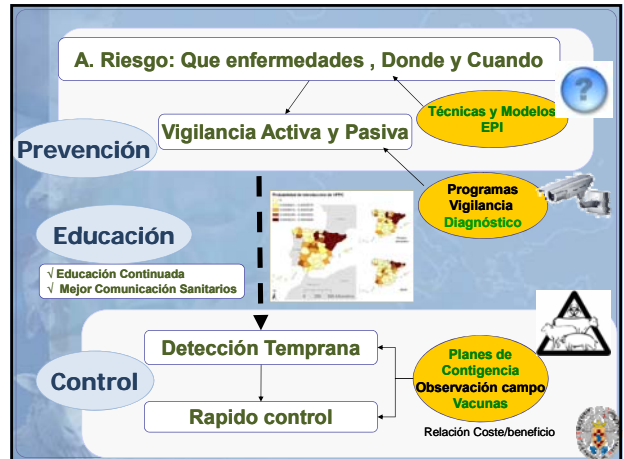 A. Riesgo: Que enfermedades , Donde y Cuando
Técnicas y Modelos
EPI
Vigilancia Activa y Pasiva
Prevención
Programas
Vigilancia
Diagnóstico
Educación
√ Educación Continuada
√ Mejor Comunicación Sanitarios
Detección Temprana
Planes de
Contigencia
Observación campo
Vacunas
Control
Rapido control
Relación Coste/beneficio